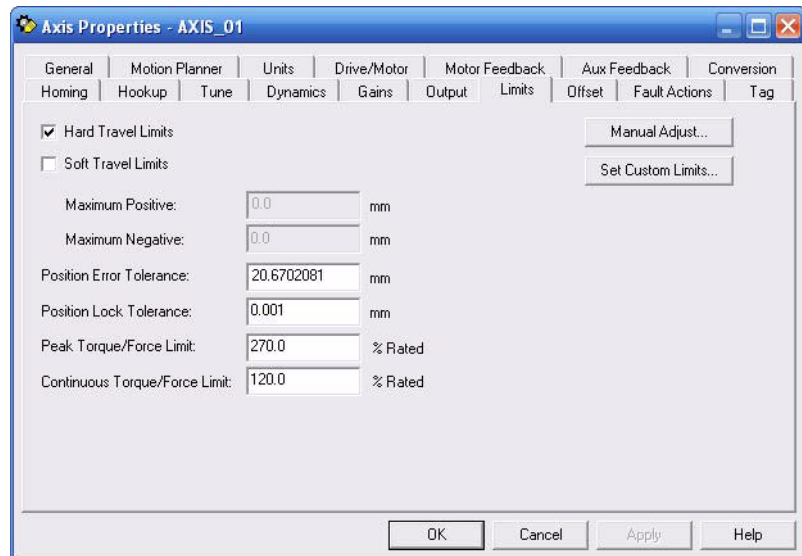 Axis Properties - AXIS_01
General Motion Planner Units Drive/Motor Motor Feedback Aux Feedback Conversion
Homing Hookup Tune Dynamics Gains Output Limits Offset Fault Actions Tag
Hard Travel Limits Manual Adjust...
Soft Travel Limits Set Custom Limits...
Maximum Positive: 0.0 mm
Maximum Negative: 0.0 mm
Position Error Tolerance: 20.6702081 mm
Position Lock Tolerance: 0.001 mm
Peak Torque/Force Limit: 270.0 % Rated
Continuous Torque/Force Limit: 120.0 % Rated
OK Cancel Apply Help